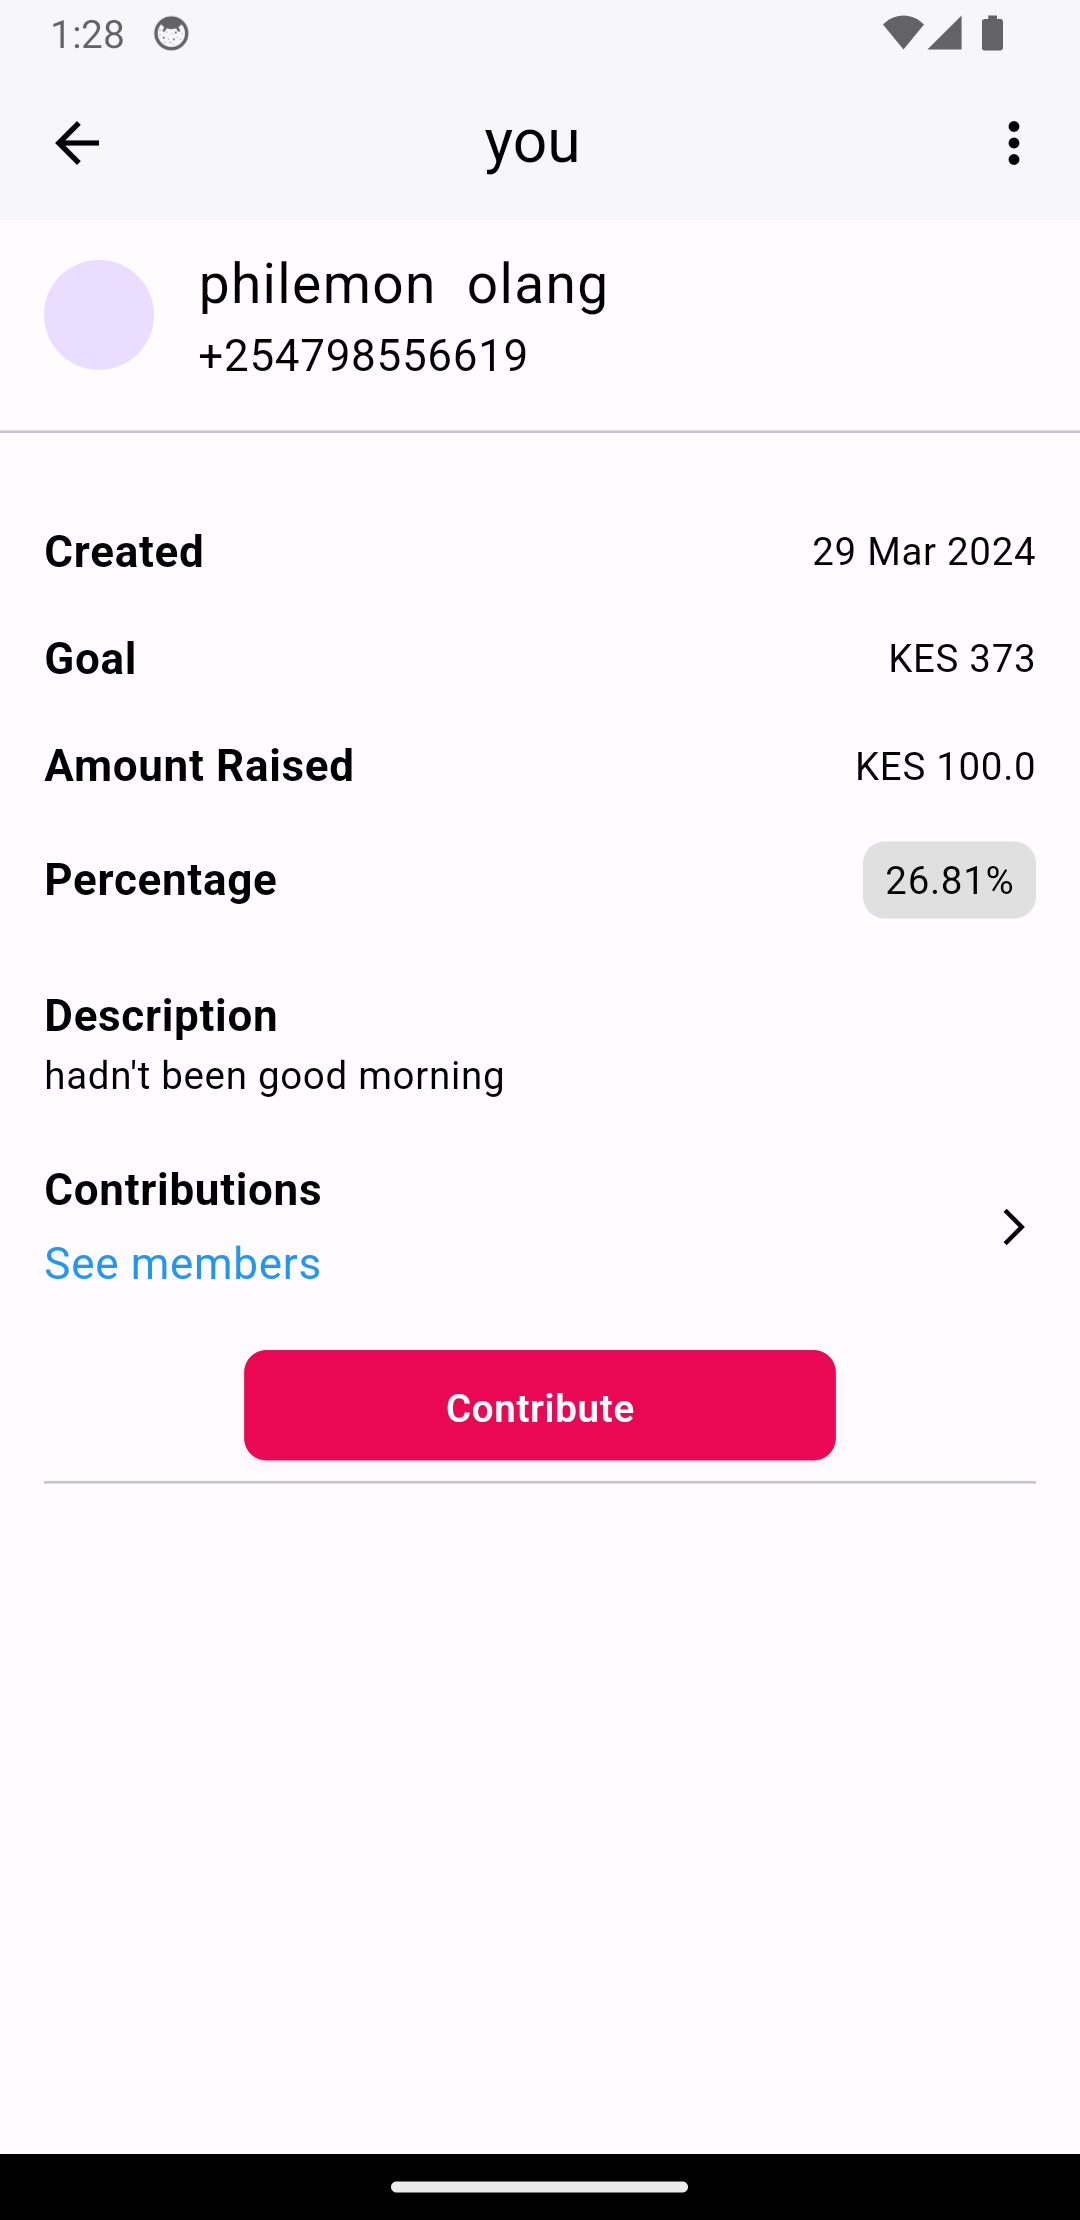 1:28
you
philemon  olang
+254798556619
Created
29 Mar 2024
Goal
KES 373
Amount Raised
KES 100.0
Percentage
26.81%
Description
hadn't been good morning
Contributions
See members
Contribute